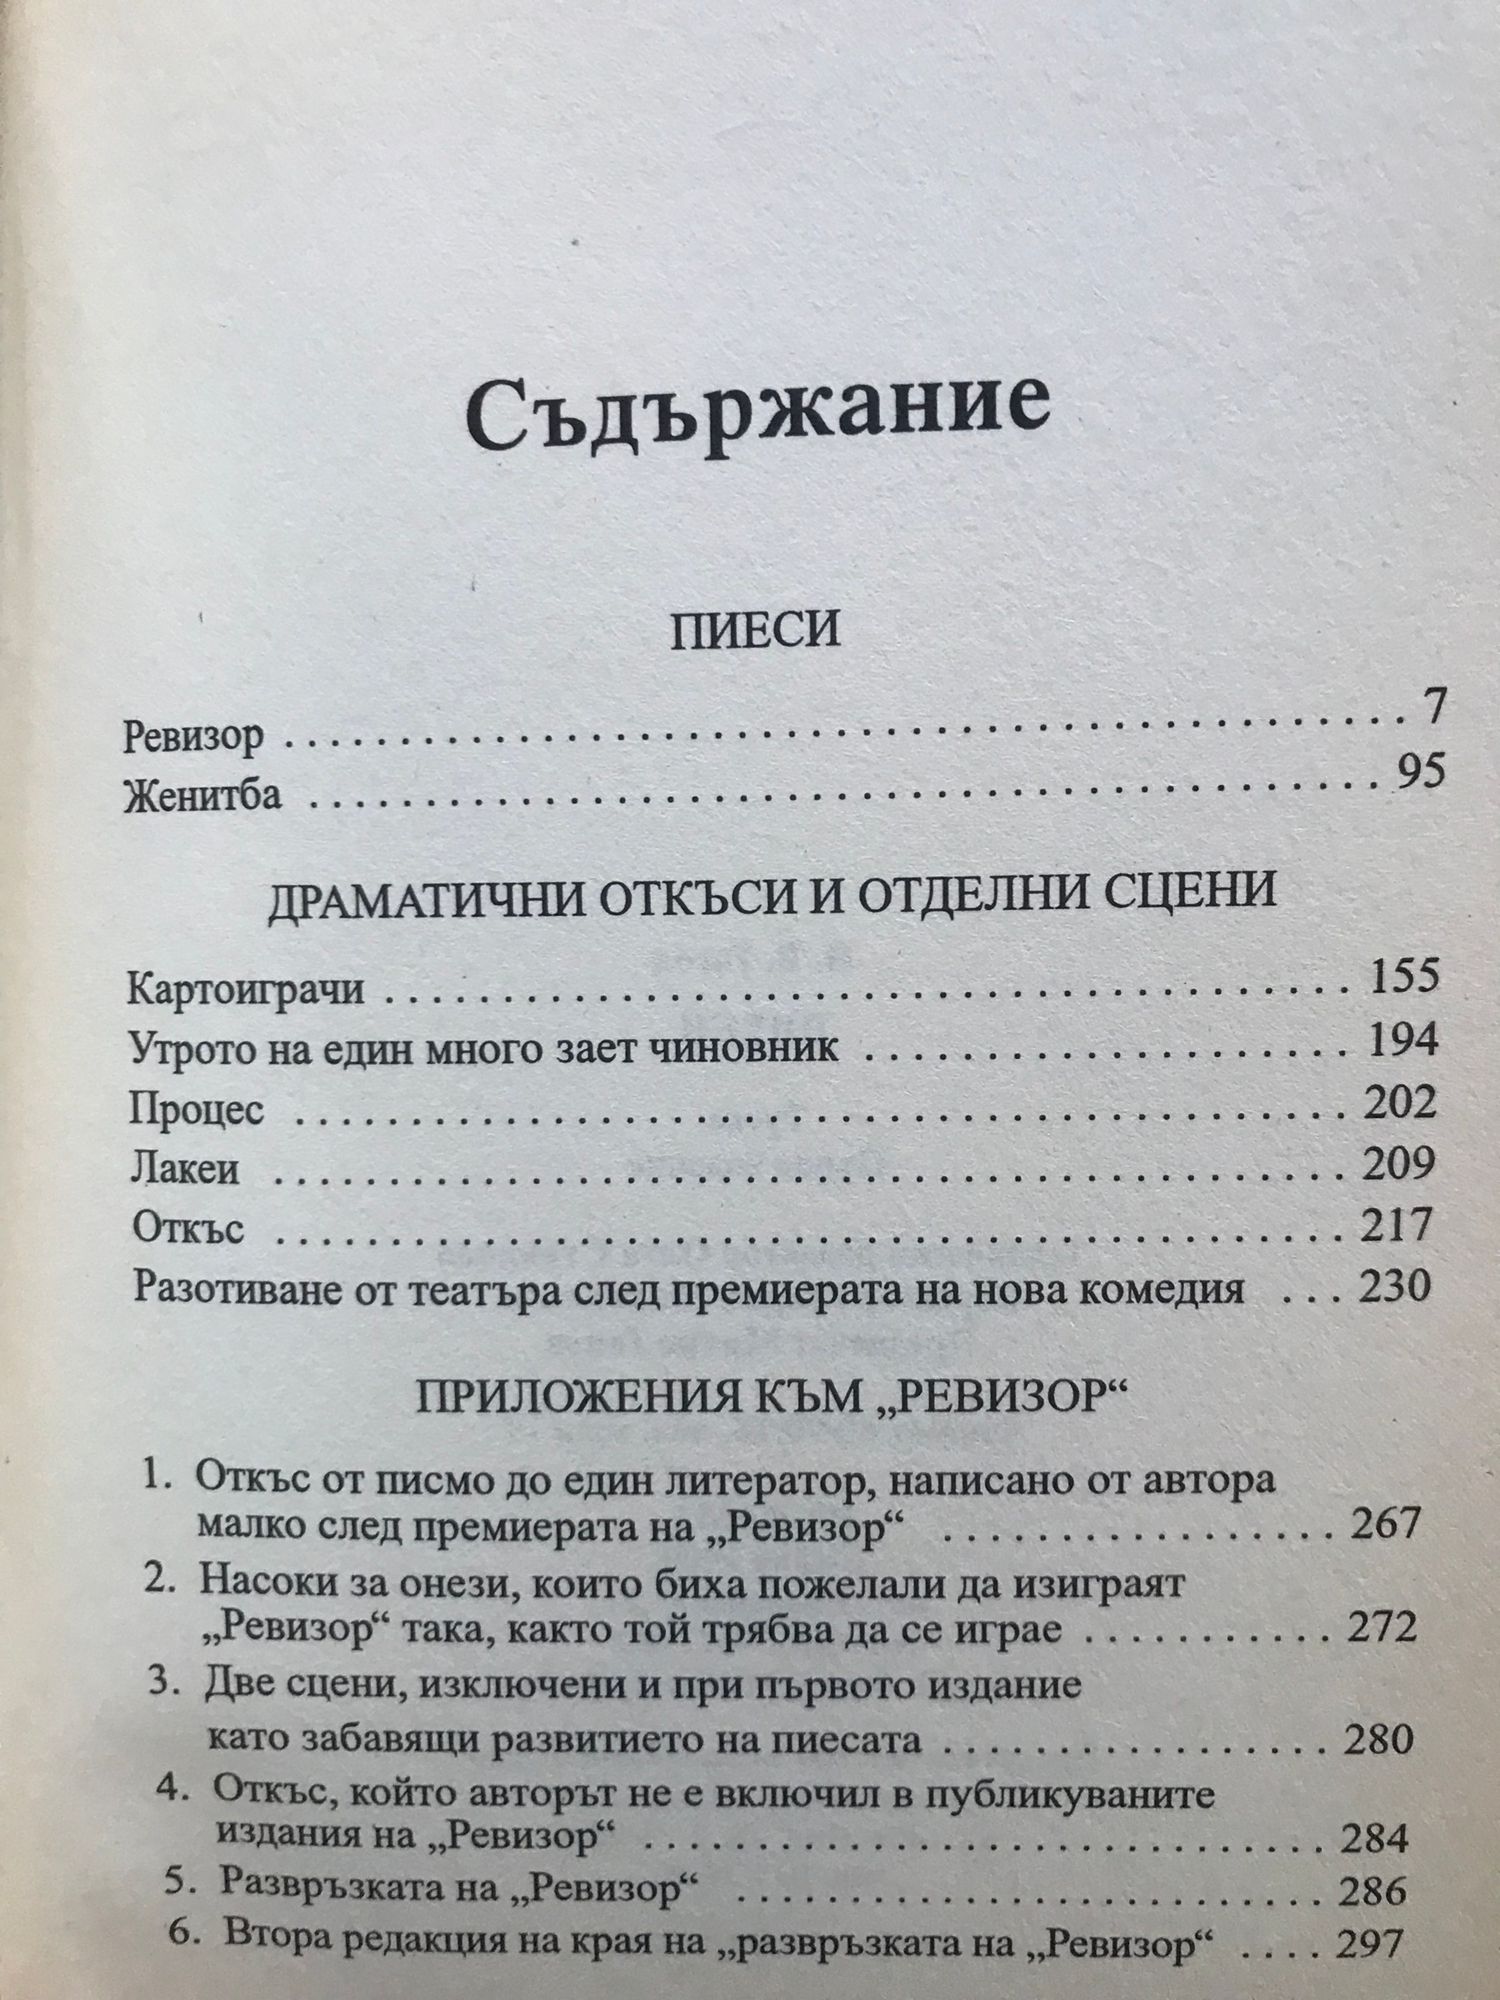 Съдържание
ПИЕСИ
Ревизор . . . . . . . . . . . . . . . . . . . . . . . . . . . . . . . . . . . . . . 7
Женитба . . . . . . . . . . . . . . . . . . . . . . . . . . . . . . . . . . . . . 95
ДРАМАТИЧНИ ОТКЪСИ И ОТДЕЛНИ СЦЕНИ
Картоиграчи . . . . . . . . . . . . . . . . . . . . . . . . . . . . . . . . . 155
Утрото на един много зает чиновник . . . . . . . . . . . . . . . . . 194
Процес . . . . . . . . . . . . . . . . . . . . . . . . . . . . . . . . . . . . 202
Лакеи . . . . . . . . . . . . . . . . . . . . . . . . . . . . . . . . . . . . . 209
Откъс . . . . . . . . . . . . . . . . . . . . . . . . . . . . . . . . . . . . . 217
Разотиване от театъра след премиерата на нова комедия . . . 230
ПРИЛОЖЕНИЯ КЪМ „РЕВИЗОР“
1. Откъс от писмо до един литератор, написано от автора
малко след премиерата на „Ревизор“ . . . . . . . . . . . . . . 267
2. Насоки за онези, които биха пожелали да изиграят
„Ревизор“ така, както той трябва да се играе . . . . . . . . . 272
3. Две сцени, изключени и при първото издание
като забавящи развитието на пиесата . . . . . . . . . . . . . . 280
4. Откъс, който авторът не е включил в публикуваните
издания на „Ревизор“ . . . . . . . . . . . . . . . . . . . . . . . . 284
5. Развръзката на „Ревизор“ . . . . . . . . . . . . . . . . . . . . . 286
6. Втора редакция на края на „развръзката на „Ревизор“ . . . . 297